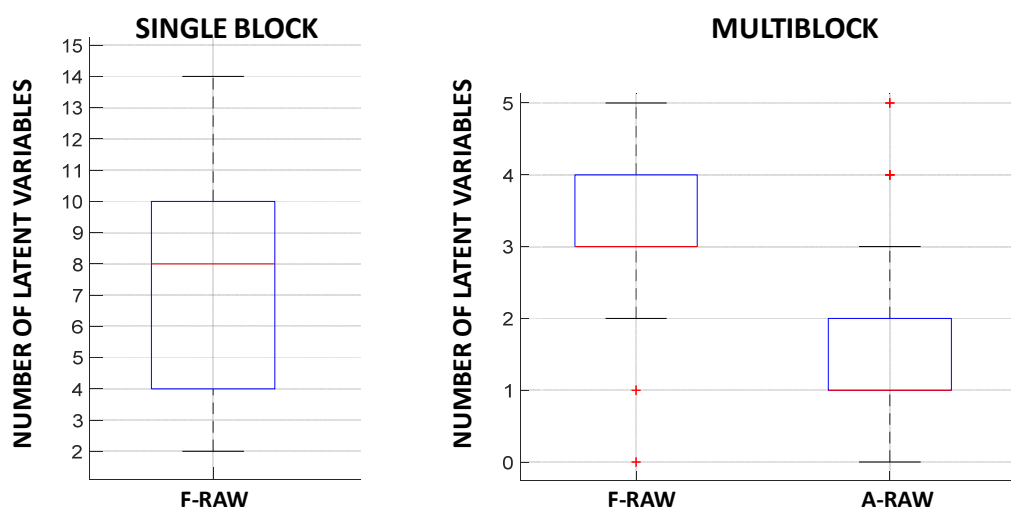 SINGLE BLOCK
NUMBER OF LATENT VARIABLES
15
14
13
12
11
10
9
8
7
6
5
4
3
2
F-RAW
MULTIBLOCK
NUMBER OF LATENT VARIABLES
5
4
3
2
1
0
F-RAW
A-RAW